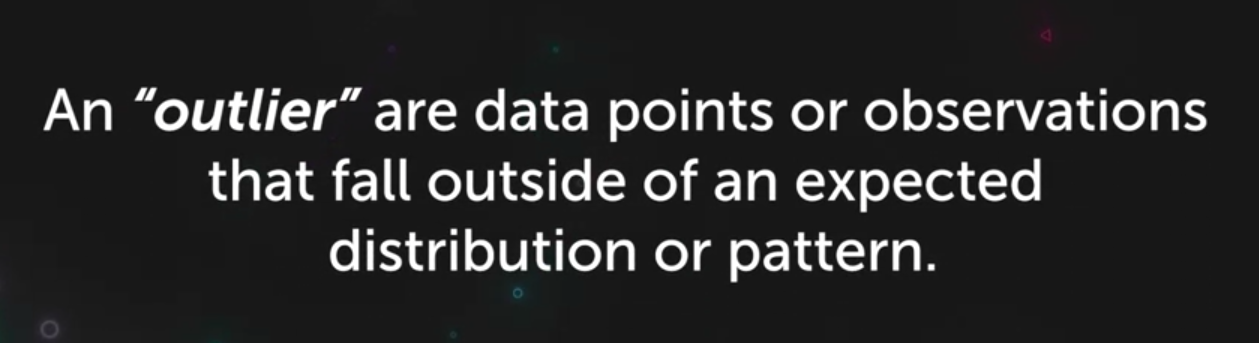 An “outlier” are data points or observations
that fall outside of an expected
distribution or pattern.